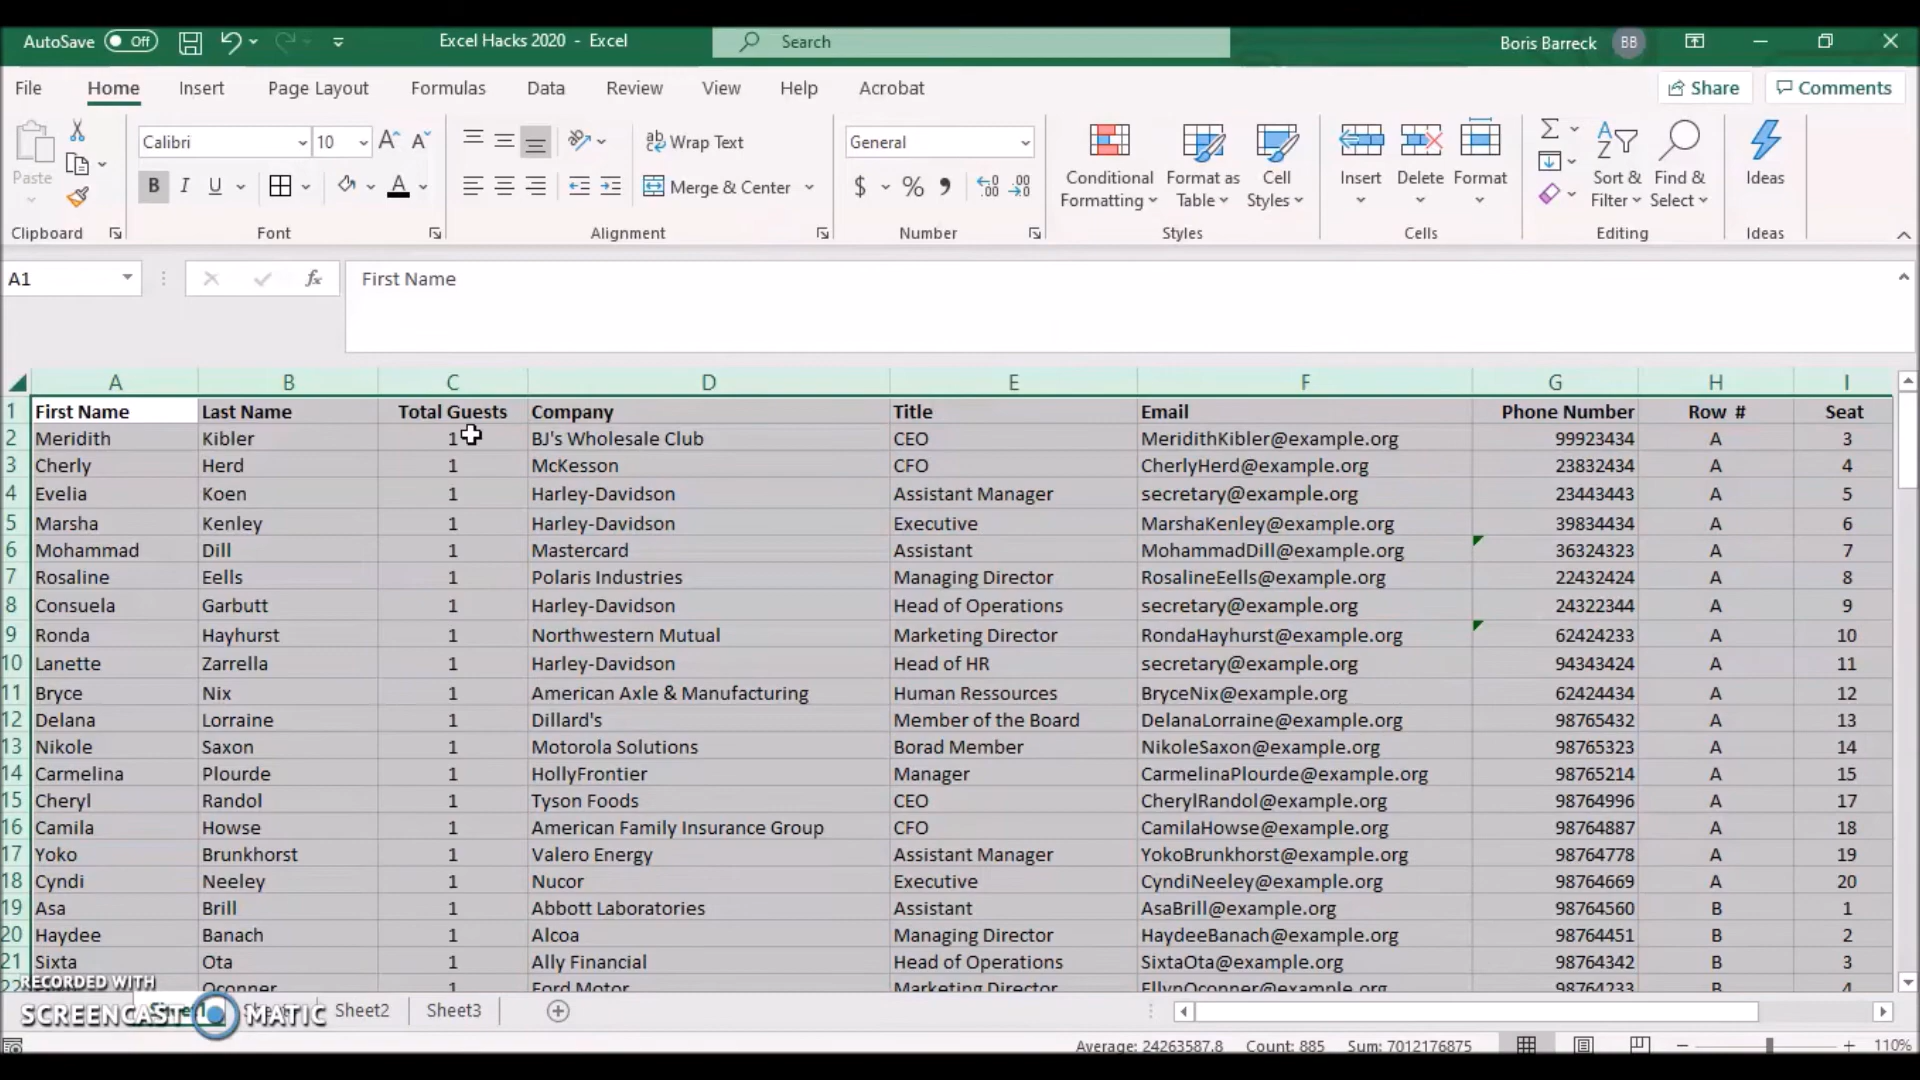 AutoSave Off Excel Hacks 2020 - Excel Search Boris Barreck BB
File Home Insert Page Layout Formulas Data Review View Help Acrobat Share Comments
Paste
Clipboard
Calibri 10
B I U A
Font
Wrap Text
Merge & Center
Alignment
General
$ %
Number
Conditional Formatting
Format as Table
Cell Styles
Styles
Insert Delete Format
Cells
Sort & Filter
Find & Select
Editing
Ideas
Ideas
A1 fx First Name
A B C D E F G H I
1 First Name Last Name Total Guests Company Title Email Phone Number Row # Seat
2 Meridith Kibler 1 BJ's Wholesale Club CEO MeridithKibler@example.org 99923434 A 3
3 Cherly Herd 1 McKesson CFO CherlyHerd@example.org 23832434 A 4
4 Evelia Koen 1 Harley-Davidson Assistant Manager secretary@example.org 23443443 A 5
5 Marsha Kenley 1 Harley-Davidson Executive MarshaKenley@example.org 39834434 A 6
6 Mohammad Dill 1 Mastercard Assistant MohammadDill@example.org 36324323 A 7
7 Rosaline Eells 1 Polaris Industries Managing Director RosalineEells@example.org 22432424 A 8
8 Consuela Garbutt 1 Harley-Davidson Head of Operations secretary@example.org 24322344 A 9
9 Ronda Hayhurst 1 Northwestern Mutual Marketing Director RondaHayhurst@example.org 62424233 A 10
10 Lanette Zarrella 1 Harley-Davidson Head of HR secretary@example.org 94343424 A 11
11 Bryce Nix 1 American Axle & Manufacturing Human Ressources BryceNix@example.org 62424434 A 12
12 Delana Lorraine 1 Dillard's Member of the Board DelanaLorraine@example.org 98765432 A 13
13 Nikole Saxon 1 Motorola Solutions Borad Member NikoleSaxon@example.org 98765323 A 14
14 Carmelina Plourde 1 HollyFrontier Manager CarmelinaPlourde@example.org 98765214 A 15
15 Cheryl Randol 1 Tyson Foods CEO CherylRandol@example.org 98764996 A 17
16 Camila Howse 1 American Family Insurance Group CFO CamilaHowse@example.org 98764887 A 18
17 Yoko Brunkhorst 1 Valero Energy Assistant Manager YokoBrunkhorst@example.org 98764778 A 19
18 Cyndi Neeley 1 Nucor Executive CyndiNeeley@example.org 98764669 A 20
19 Asa Brill 1 Abbott Laboratories Assistant AsaBrill@example.org 98764560 B 1
20 Haydee Banach 1 Alcoa Managing Director HaydeeBanach@example.org 98764451 B 2
21 Sixta Ota 1 Ally Financial Head of Operations SixtaOta@example.org 98764342 B 3
22 Oconner 1 Ford Motor Marketing Director EllynOconner@example.org 98764233 B 4
RECORDED WITH
SCREENCAST MATIC
Sheet2 Sheet3
Average: 24263587.8 Count: 885 Sum: 7012176875 110%